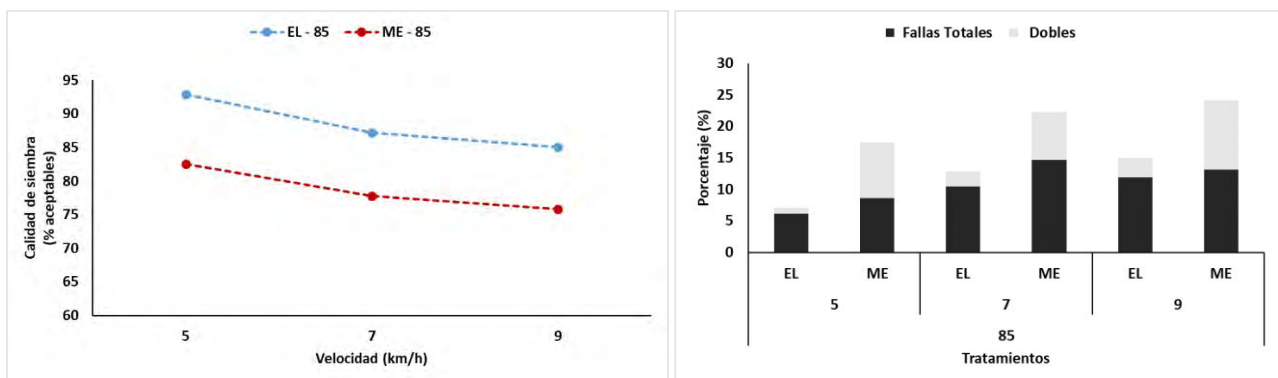 EL - 85 ME - 85
Calidad de siembra
(% aceptables)
95
90
85
80
75
70
65
60
5 7 9
Velocidad (km/h)
Fallas Totales Dobles
Porcentaje (%)
30
25
20
15
10
5
0
EL ME EL ME EL ME
5 7 9
85
Tratamientos